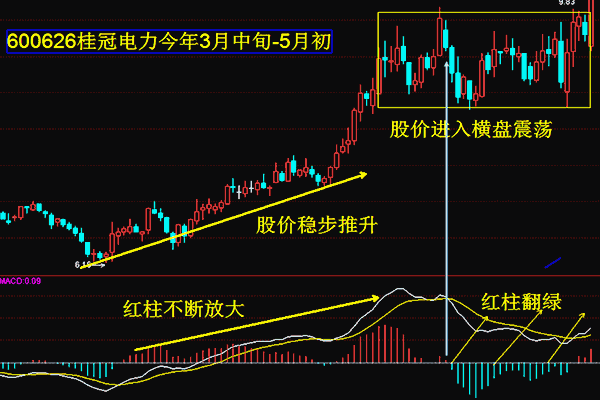 9.83
600626桂冠电力今年3月中旬-5月初
股价进入横盘震荡
股价稳步推升
6.16
MACD:0.09
红柱不断放大
红柱翻绿